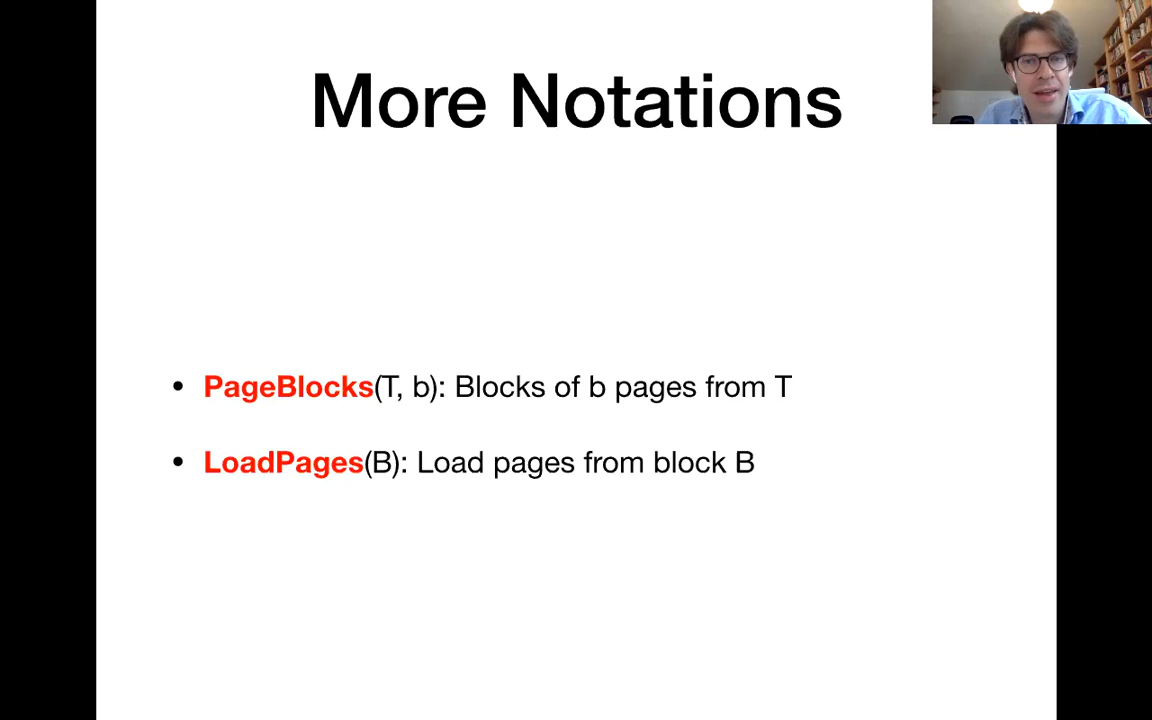 More Notations
• PageBlocks(T, b): Blocks of b pages from T
• LoadPages(B): Load pages from block B